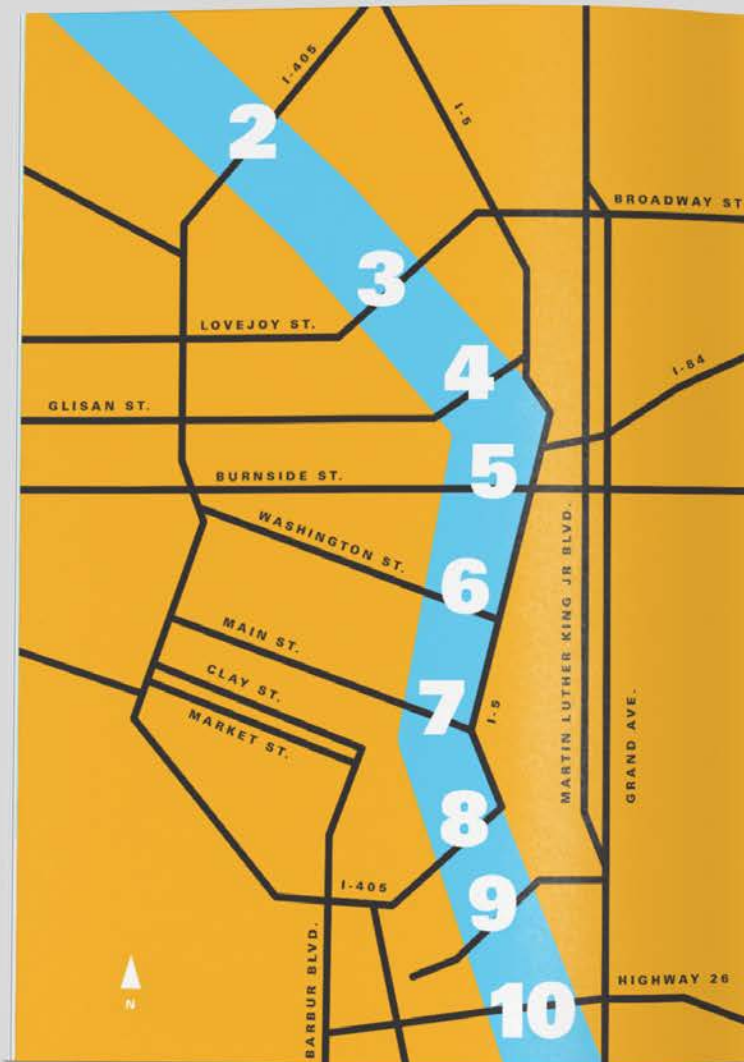 I-405
I-5
2
BROADWAY ST
3
LOVEJOY ST.
4
I-84
GLISAN ST.
5
BURNSIDE ST.
WASHINGTON ST.
6
MARTIN LUTHER KING JR BLVD.
MAIN ST.
CLAY ST.
MARKET ST.
7
I-5
GRAND AVE.
8
I-405
9
BARBUR BLVD.
HIGHWAY 26
10
N